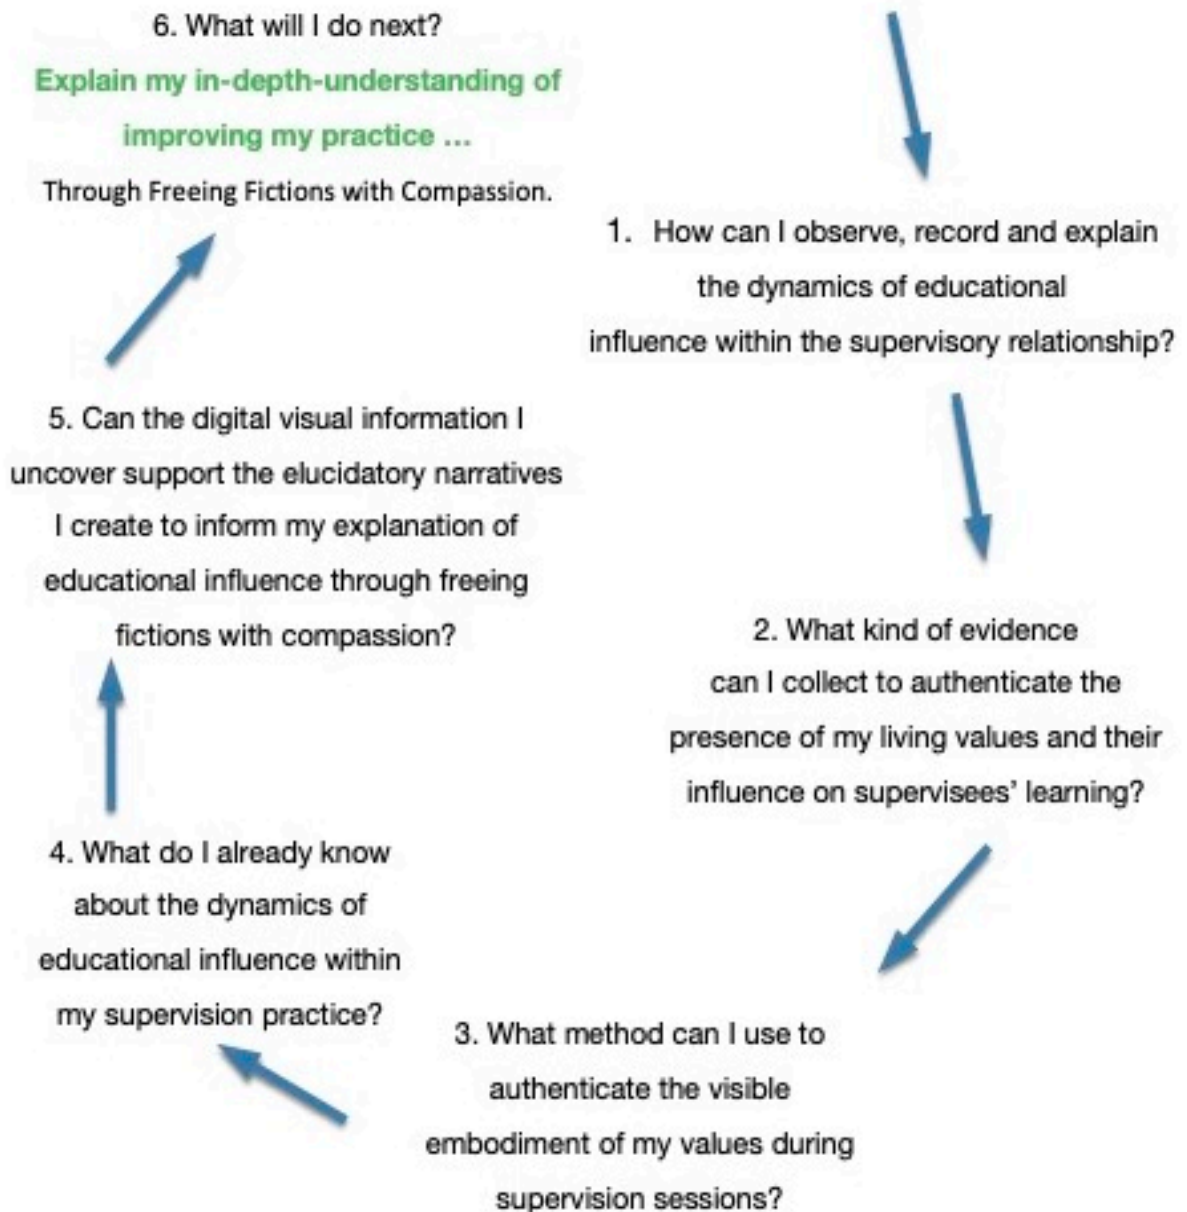 6. What will I do next?
Explain my in-depth-understanding of
improving my practice ...
Through Freeing Fictions with Compassion.
1. How can I observe, record and explain
the dynamics of educational
influence within the supervisory relationship?
2. What kind of evidence
can I collect to authenticate the
presence of my living values and their
influence on supervisees’ learning?
3. What method can I use to
authenticate the visible
embodiment of my values during
supervision sessions?
4. What do I already know
about the dynamics of
educational influence within
my supervision practice?
5. Can the digital visual information I
uncover support the elucidatory narratives
I create to inform my explanation of
educational influence through freeing
fictions with compassion?